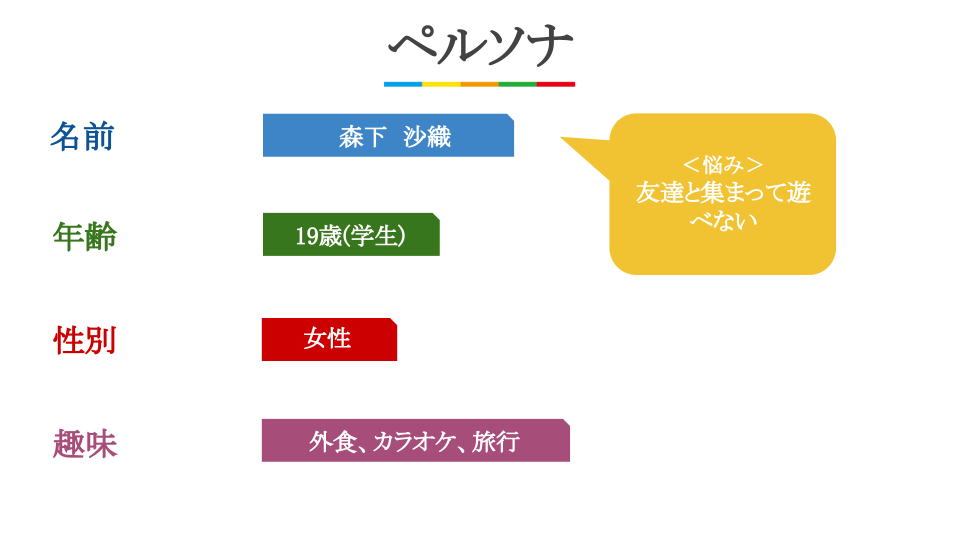 ペルソナ
名前
森下　沙織
＜悩み＞
友達と集まって遊
べない
年齢
19歳(学生)
性別
女性
趣味
外食、カラオケ、旅行